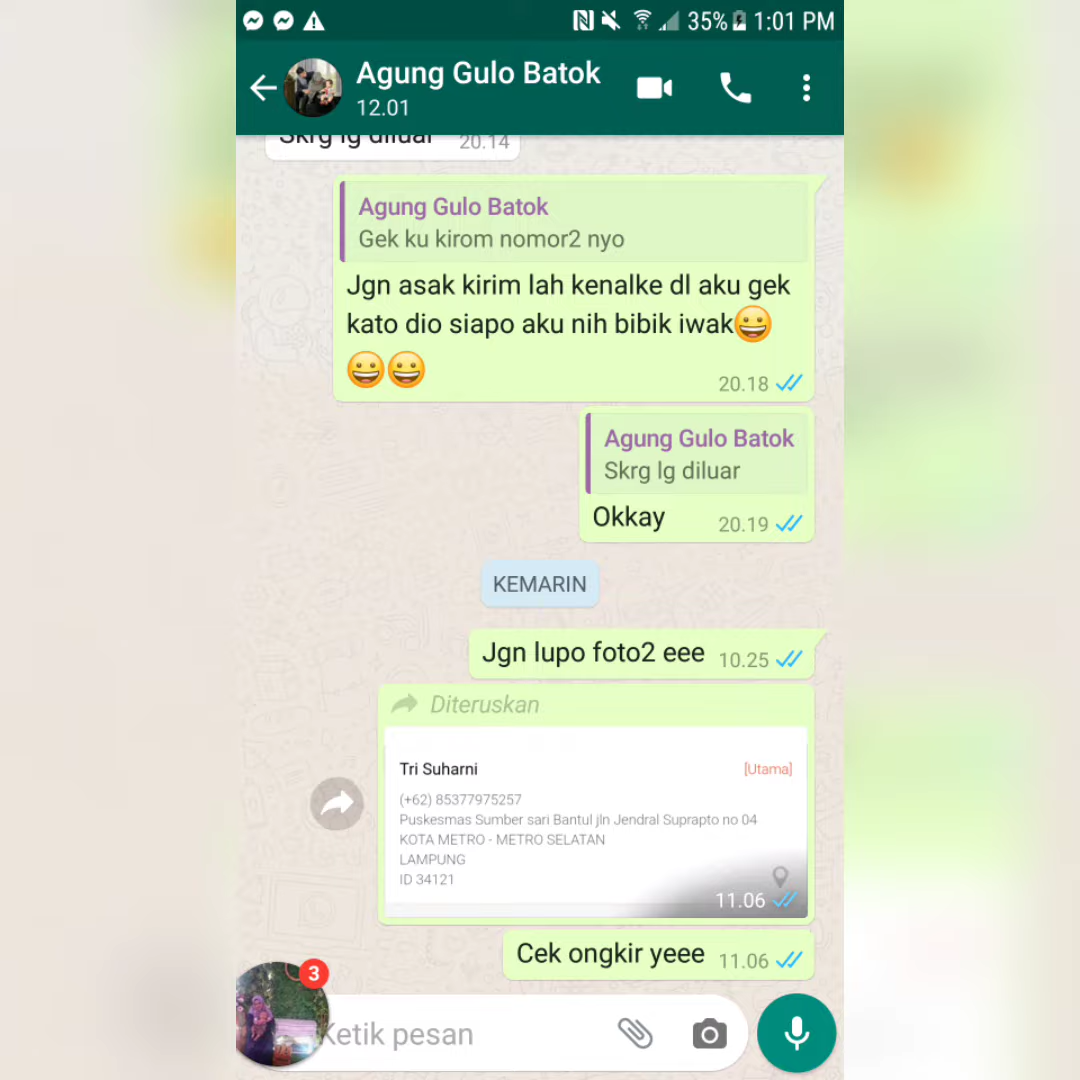 35% 1:01 PM
Agung Gulo Batok
12.01
Skrg lg diluar 20.14
Agung Gulo Batok
Gek ku kirom nomor2 nyo
Jgn asak kirim lah kenalke dl aku gek
kato dio siapo aku nih bibik iwak😀
😀😀
20.18
Agung Gulo Batok
Skrg lg diluar
Okkay 20.19
KEMARIN
Jgn lupo foto2 eee 10.25
Diteruskan
Tri Suharni [Utama]
(+62) 85377975257
Puskesmas Sumber sari Bantul jln Jendral Suprapto no 04
KOTA METRO - METRO SELATAN
LAMPUNG
ID 34121
11.06
Cek ongkir yeee 11.06
3
Ketik pesan